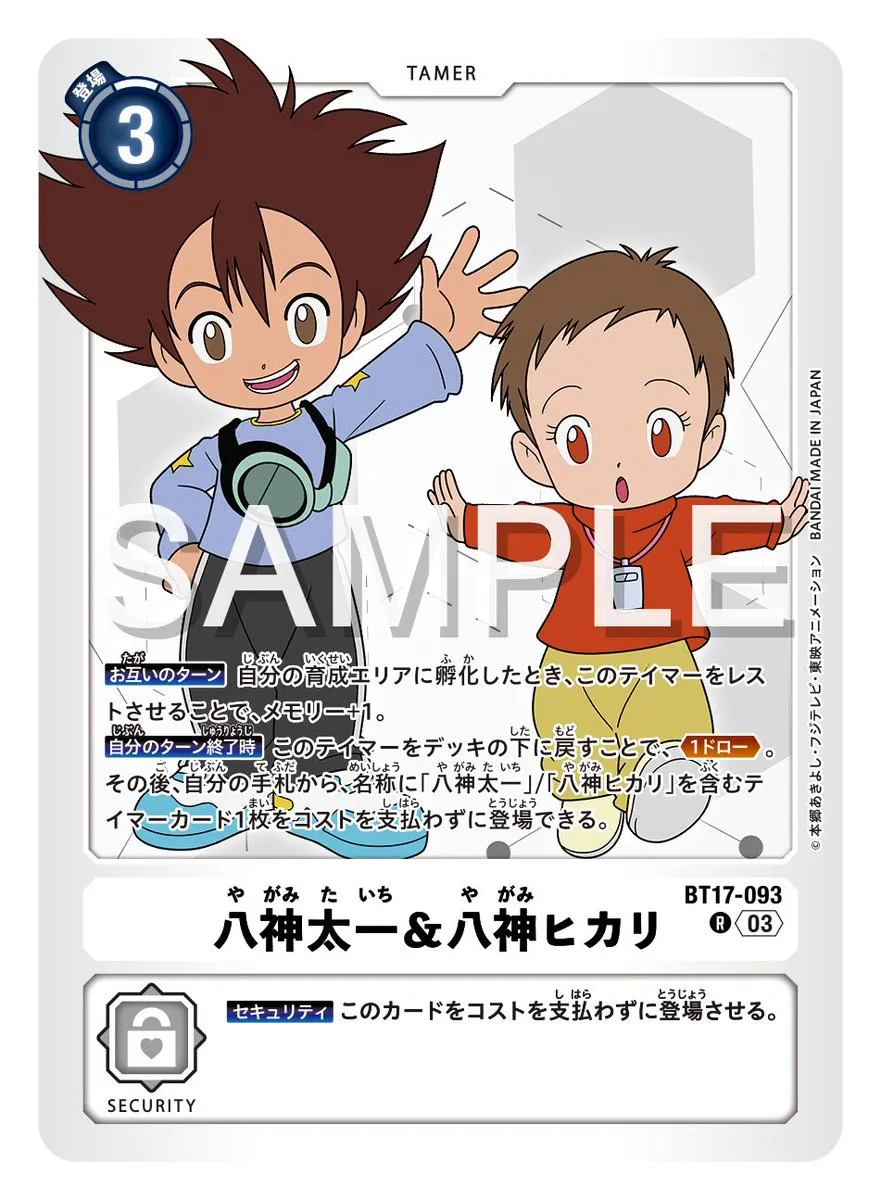 TAMER
登場
3
SAMPLE
お互いのターン 自分の育成エリアに孵化したとき、このテイマーをレス
トさせることで、メモリー+1。
自分のターン終了時 このテイマーをデッキの下に戻すことで、1ドロー。
その後、自分の手札から、名称に「八神太一」/「八神ヒカリ」を含むテ
イマーカード1枚をコストを支払わずに登場できる。
©本郷あきよし・フジテレビ・東映アニメーション BANDAI MADE IN JAPAN
八神太一&八神ヒカリ
BT17-093
R 03
セキュリティ このカードをコストを支払わずに登場させる。
SECURITY